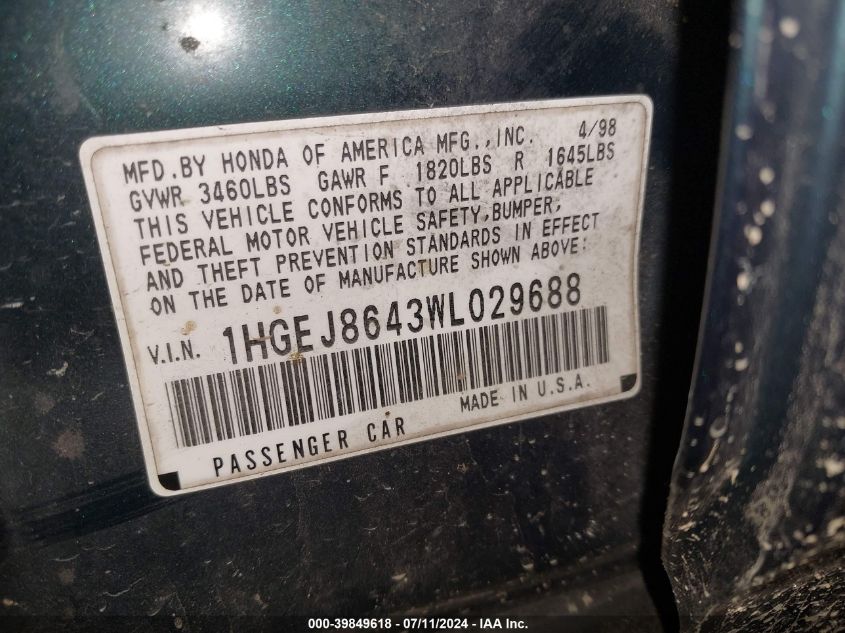 MFD.BY HONDA OF AMERICA MFG.,INC. 4/98
GVWR 3460LBS GAWR F 1820LBS R 1645LBS
THIS VEHICLE CONFORMS TO ALL APPLICABLE
FEDERAL MOTOR VEHICLE SAFETY,BUMPER,
AND THEFT PREVENTION STANDARDS IN EFFECT
ON THE DATE OF MANUFACTURE SHOWN ABOVE:
V.I.N. 1HGEJ8643WL029688
PASSENGER CAR MADE IN U.S.A.
000-39849618 - 07/11/2024 - IAA Inc.